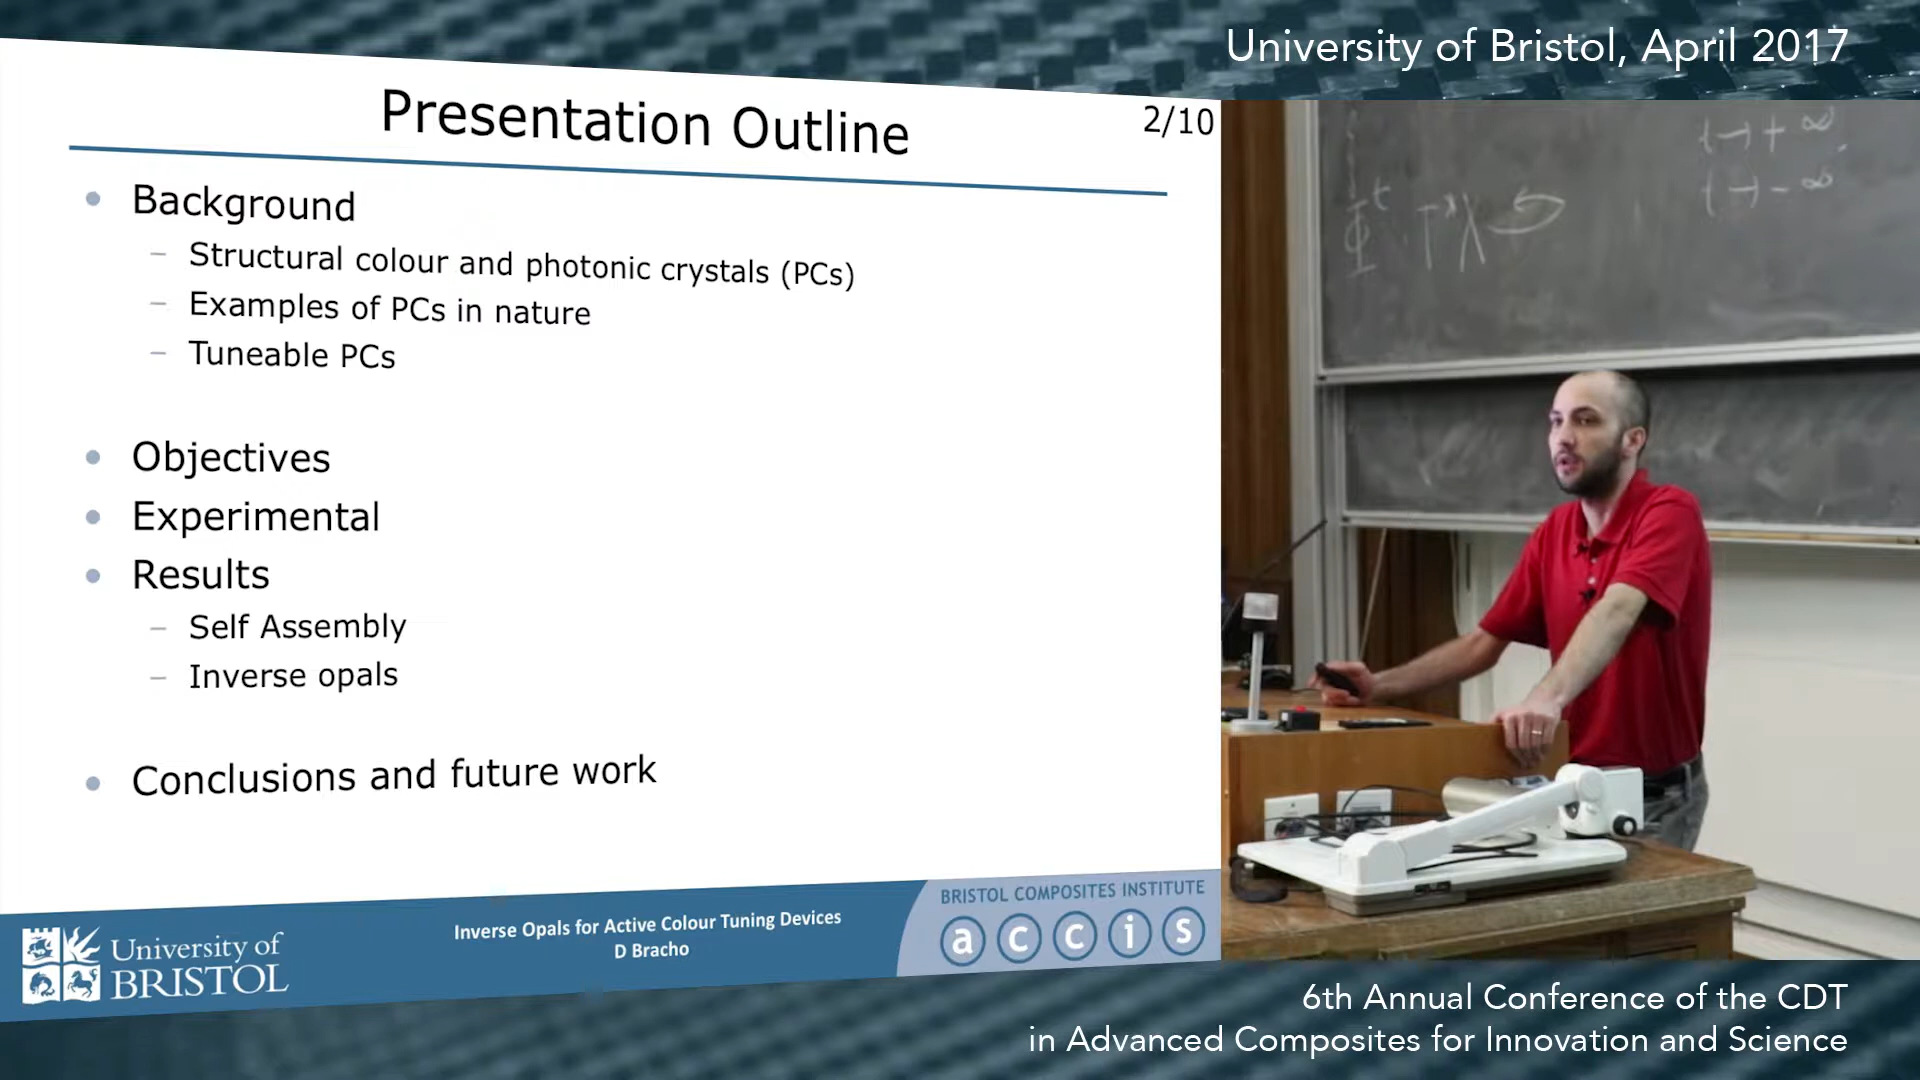 University of Bristol, April 2017
Presentation Outline
2/10
• Background
– Structural colour and photonic crystals (PCs)
– Examples of PCs in nature
– Tuneable PCs
• Objectives
• Experimental
• Results
– Self Assembly
– Inverse opals
• Conclusions and future work
University of
BRISTOL
Inverse Opals for Active Colour Tuning Devices
D Bracho
BRISTOL COMPOSITES INSTITUTE
accis
6th Annual Conference of the CDT
in Advanced Composites for Innovation and Science